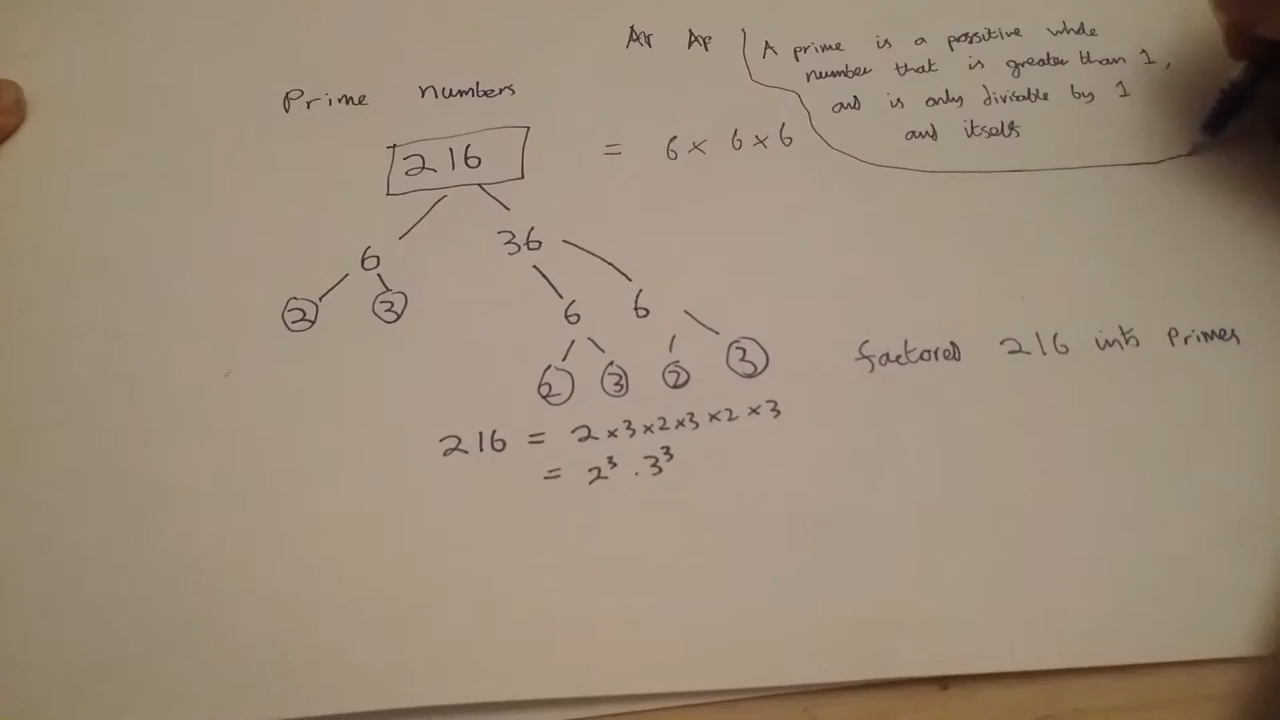 Ar Ap
A prime is a possitive whole
number that is greater than 1,
and is only divisable by 1
and itself
Prime numbers
216 = 6 × 6 × 6
6 36
2 3 6 6
2 3 2 3
factored 216 into Primes
216 = 2 × 3 × 2 × 3 × 2 × 3
= 2³ . 3³